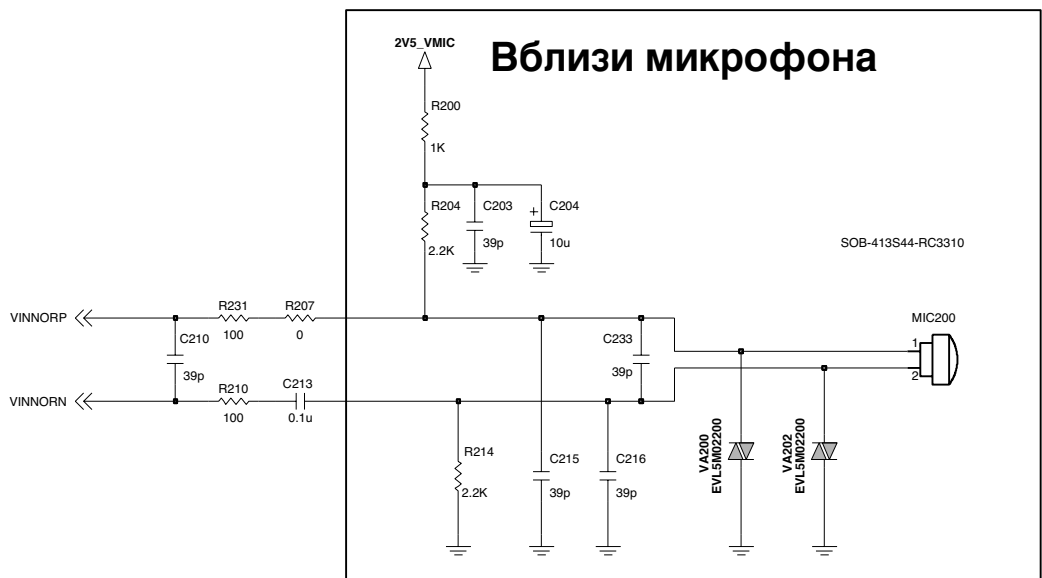 2V5_VMIC
Вблизи микрофона
R200
1K
R204
2.2K
C203
39p
+
C204
10u
SOB-413S44-RC3310
VINNORP
R231
100
R207
0
C210
39p
C233
39p
MIC200
1
2
VINNORN
R210
100
C213
0.1u
R214
2.2K
C215
39p
C216
39p
VA200
EVL5M02200
VA202
EVL5M02200